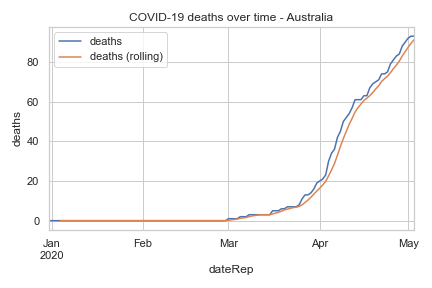 COVID-19 deaths over time - Australia
deaths
deaths (rolling)
80
60
40
20
0
deaths
Jan
2020
Feb
Mar
Apr
May
dateRep